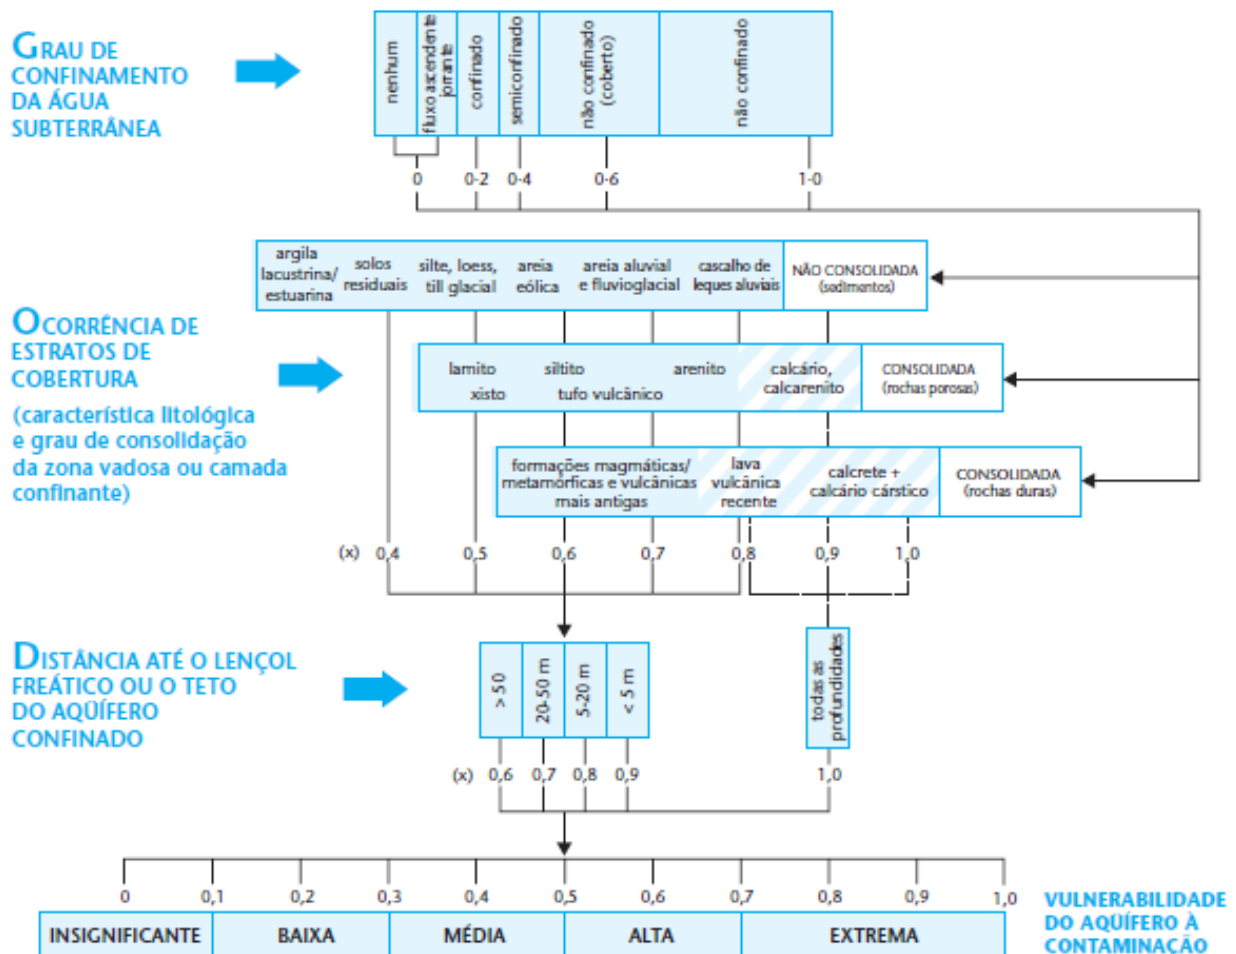 GRAU DE
CONFINAMENTO
DA ÁGUA
SUBTERRÂNEA
nenhum
fluxo ascendente
jorrante
confinado
semiconfinado
não confinado
(coberto)
não confinado
0
0·2
0·4
0·6
1·0
OCORRÊNCIA DE
ESTRATOS DE
COBERTURA
(característica litológica
e grau de consolidação
da zona vadosa ou camada
confinante)
argila
lacustrina/
estuarina
solos
residuais
silte, loess,
till glacial
areia
eólica
areia aluvial
e fluvioglacial
cascalho de
leques aluviais
NÃO CONSOLIDADA
(sedimentos)
lamito
xisto
siltito
tufo vulcânico
arenito
calcário,
calcarenito
CONSOLIDADA
(rochas porosas)
formações magmáticas/
metamórficas e vulcânicas
mais antigas
lava
vulcânica
recente
calcrete +
calcário cárstico
CONSOLIDADA
(rochas duras)
(x) 0,4 0,5 0,6 0,7 0,8 0,9 1,0
DISTÂNCIA ATÉ O LENÇOL
FREÁTICO OU O TETO
DO AQÜÍFERO
CONFINADO
> 50
20-50 m
5-20 m
< 5 m
todas as
profundidades
(x) 0,6 0,7 0,8 0,9 1,0
0 0,1 0,2 0,3 0,4 0,5 0,6 0,7 0,8 0,9 1,0
INSIGNIFICANTE BAIXA MÉDIA ALTA EXTREMA
VULNERABILIDADE
DO AQÜÍFERO À
CONTAMINAÇÃO